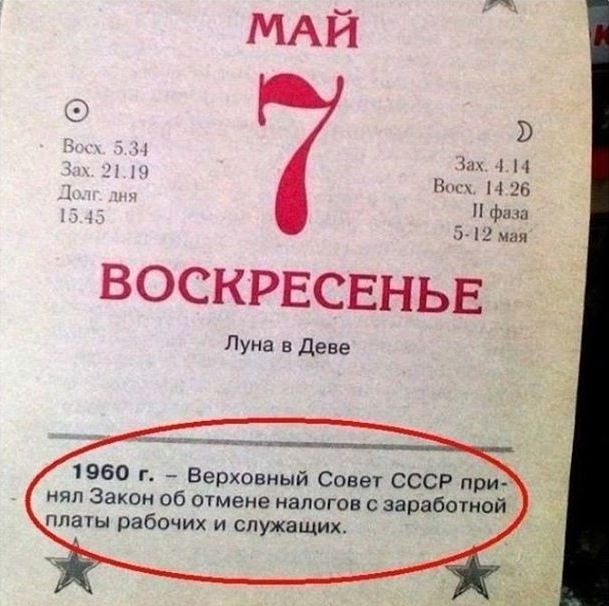 МАЙ
7
Восх. 5.34
Зах. 21.19
Долг. дня
15.45
Зах. 4.14
Восх. 14.26
II фаза
5-12 мая
ВОСКРЕСЕНЬЕ
Луна в Деве
1960 г. – Верховный Совет СССР при-
нял Закон об отмене налогов с заработной
платы рабочих и служащих.